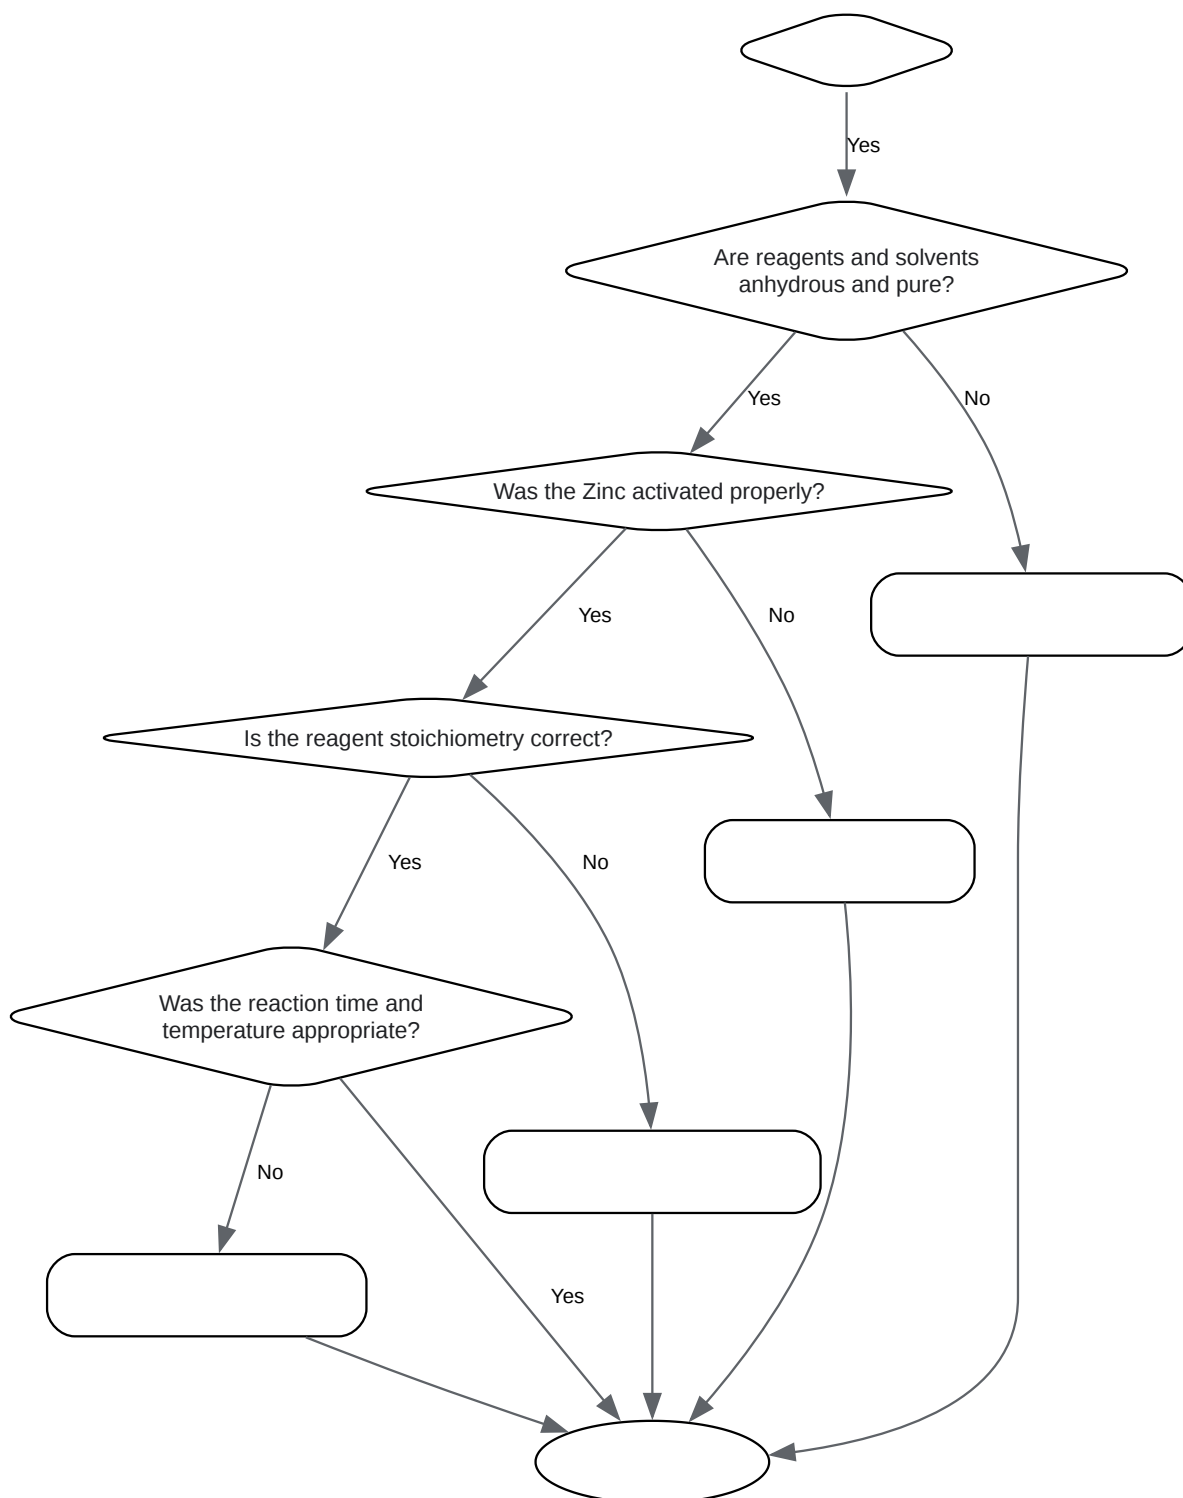 Yes
Are reagents and solvents
anhydrous and pure?
Yes
No
Was the Zinc activated properly?
Yes
No
Is the reagent stoichiometry correct?
Yes
No
Was the reaction time and
temperature appropriate?
No
Yes